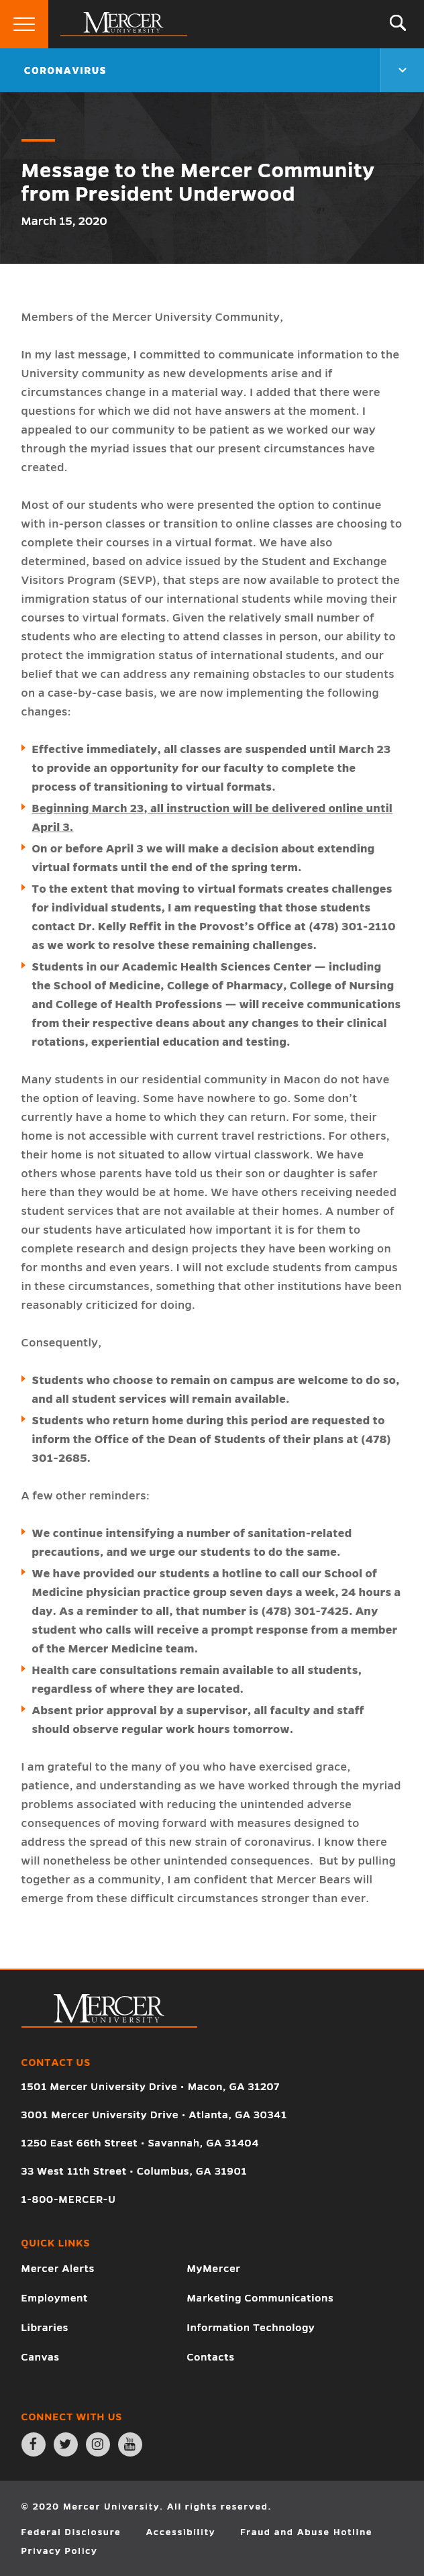 MERCER
UNIVERSITY
CORONAVIRUS
Message to the Mercer Community
from President Underwood
March 15, 2020
Members of the Mercer University Community,
In my last message, I committed to communicate information to the
University community as new developments arise and if
circumstances change in a material way. I added that there were
questions for which we did not have answers at the moment. I
appealed to our community to be patient as we worked our way
through the myriad issues that our present circumstances have
created.
Most of our students who were presented the option to continue
with in-person classes or transition to online classes are choosing to
complete their courses in a virtual format. We have also
determined, based on advice issued by the Student and Exchange
Visitors Program (SEVP), that steps are now available to protect the
immigration status of our international students while moving their
courses to virtual formats. Given the relatively small number of
students who are electing to attend classes in person, our ability to
protect the immigration status of international students, and our
belief that we can address any remaining obstacles to our students
on a case-by-case basis, we are now implementing the following
changes:
Effective immediately, all classes are suspended until March 23
to provide an opportunity for our faculty to complete the
process of transitioning to virtual formats.
Beginning March 23, all instruction will be delivered online until
April 3.
On or before April 3 we will make a decision about extending
virtual formats until the end of the spring term.
To the extent that moving to virtual formats creates challenges
for individual students, I am requesting that those students
contact Dr. Kelly Reffit in the Provost's Office at (478) 301-2110
as we work to resolve these remaining challenges.
Students in our Academic Health Sciences Center — including
the School of Medicine, College of Pharmacy, College of Nursing
and College of Health Professions — will receive communications
from their respective deans about any changes to their clinical
rotations, experiential education and testing.
Many students in our residential community in Macon do not have
the option of leaving. Some have nowhere to go. Some don't
currently have a home to which they can return. For some, their
home is not accessible with current travel restrictions. For others,
their home is not situated to allow virtual classwork. We have
others whose parents have told us their son or daughter is safer
here than they would be at home. We have others receiving needed
student services that are not available at their homes. A number of
our students have articulated how important it is for them to
complete research and design projects they have been working on
for months and even years. I will not exclude students from campus
in these circumstances, something that other institutions have been
reasonably criticized for doing.
Consequently,
Students who choose to remain on campus are welcome to do so,
and all student services will remain available.
Students who return home during this period are requested to
inform the Office of the Dean of Students of their plans at (478)
301-2685.
A few other reminders:
We continue intensifying a number of sanitation-related
precautions, and we urge our students to do the same.
We have provided our students a hotline to call our School of
Medicine physician practice group seven days a week, 24 hours a
day. As a reminder to all, that number is (478) 301-7425. Any
student who calls will receive a prompt response from a member
of the Mercer Medicine team.
Health care consultations remain available to all students,
regardless of where they are located.
Absent prior approval by a supervisor, all faculty and staff
should observe regular work hours tomorrow.
I am grateful to the many of you who have exercised grace,
patience, and understanding as we have worked through the myriad
problems associated with reducing the unintended adverse
consequences of moving forward with measures designed to
address the spread of this new strain of coronavirus. I know there
will nonetheless be other unintended consequences.  But by pulling
together as a community, I am confident that Mercer Bears will
emerge from these difficult circumstances stronger than ever.
MERCER
UNIVERSITY
CONTACT US
1501 Mercer University Drive • Macon, GA 31207
3001 Mercer University Drive • Atlanta, GA 30341
1250 East 66th Street • Savannah, GA 31404
33 West 11th Street • Columbus, GA 31901
1-800-MERCER-U
QUICK LINKS
Mercer Alerts MyMercer
Employment Marketing Communications
Libraries Information Technology
Canvas Contacts
CONNECT WITH US
© 2020 Mercer University. All rights reserved.
Federal Disclosure Accessibility Fraud and Abuse Hotline
Privacy Policy